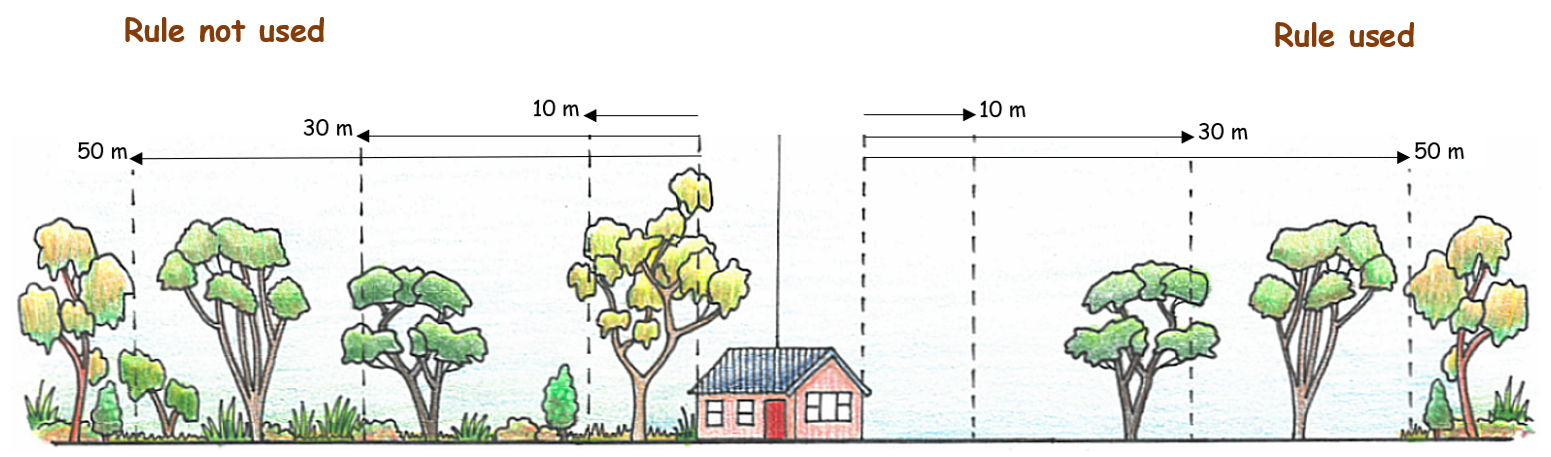 Rule not used
Rule used
10 m
10 m
30 m
30 m
50 m
50 m